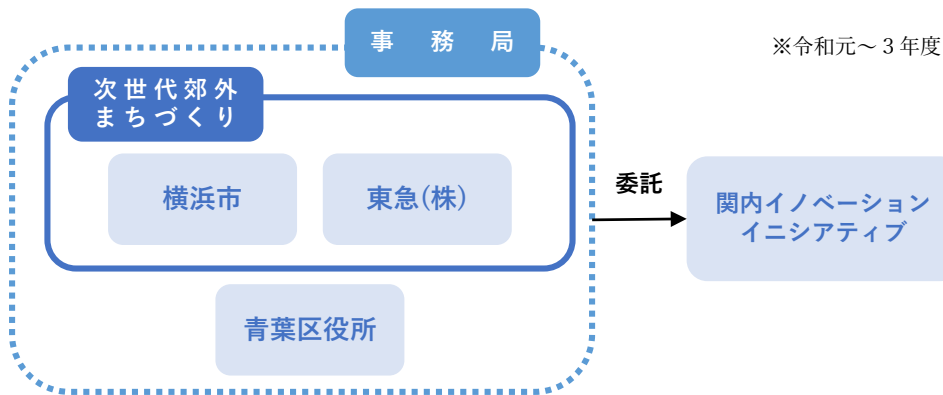 事務局
※令和元～3年度
次世代郊外
まちづくり
横浜市
東急(株)
委託
関内イノベーション
イニシアティブ
青葉区役所